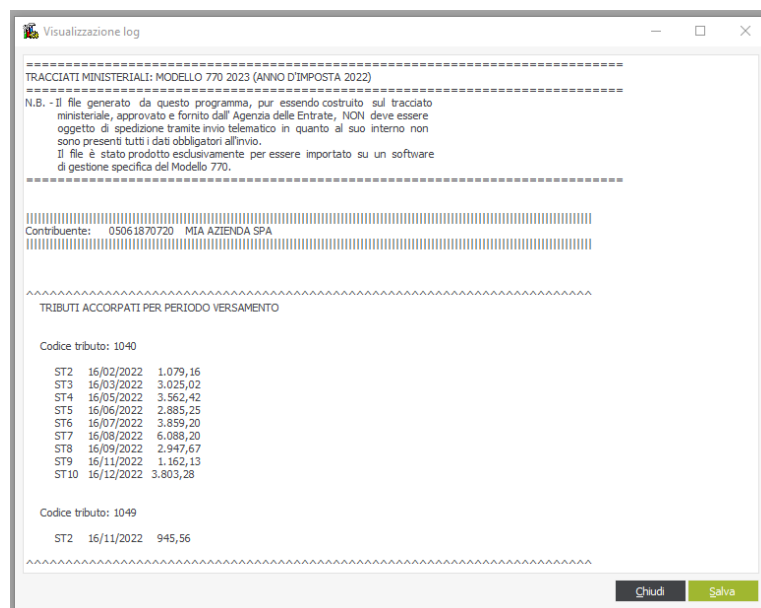 Visualizzazione log
==========================================================================
TRACCIATI MINISTERIALI: MODELLO 770 2023 (ANNO D'IMPOSTA 2022)
==========================================================================
N.B. - Il file generato da questo programma, pur essendo costruito sul tracciato
ministeriale, approvato e fornito dall' Agenzia delle Entrate, NON deve essere
oggetto di spedizione tramite invio telematico in quanto al suo interno non
sono presenti tutti i dati obbligatori all'invio.
Il file è stato prodotto esclusivamente per essere importato su un software
di gestione specifica del Modello 770.
==========================================================================
Contribuente: 05061870720 MIA AZIENDA SPA
TRIBUTI ACCORPATI PER PERIODO VERSAMENTO
Codice tributo: 1040
ST2 16/02/2022 1.079,16
ST3 16/03/2022 3.025,02
ST4 16/05/2022 3.562,42
ST5 16/06/2022 2.885,25
ST6 16/07/2022 3.859,20
ST7 16/08/2022 6.088,20
ST8 16/09/2022 2.947,67
ST9 16/11/2022 1.162,13
ST10 16/12/2022 3.803,28
Codice tributo: 1049
ST2 16/11/2022 945,56
Chiudi Salva